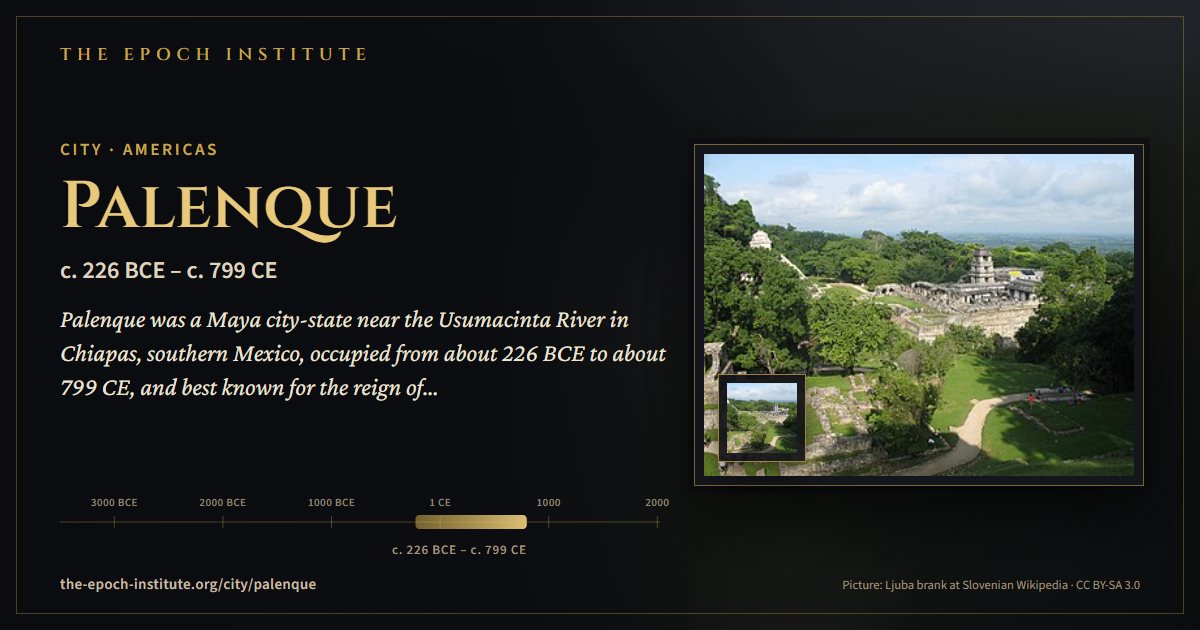 THE EPOCH INSTITUTE
CITY · AMERICAS
PALENQUE
c. 226 BCE – c. 799 CE
Palenque was a Maya city-state near the Usumacinta River in
Chiapas, southern Mexico, occupied from about 226 BCE to about
799 CE, and best known for the reign of...
3000 BCE 2000 BCE 1000 BCE 1 CE 1000 2000
c. 226 BCE – c. 799 CE
the-epoch-institute.org/city/palenque
Picture: Ljuba brank at Slovenian Wikipedia · CC BY-SA 3.0